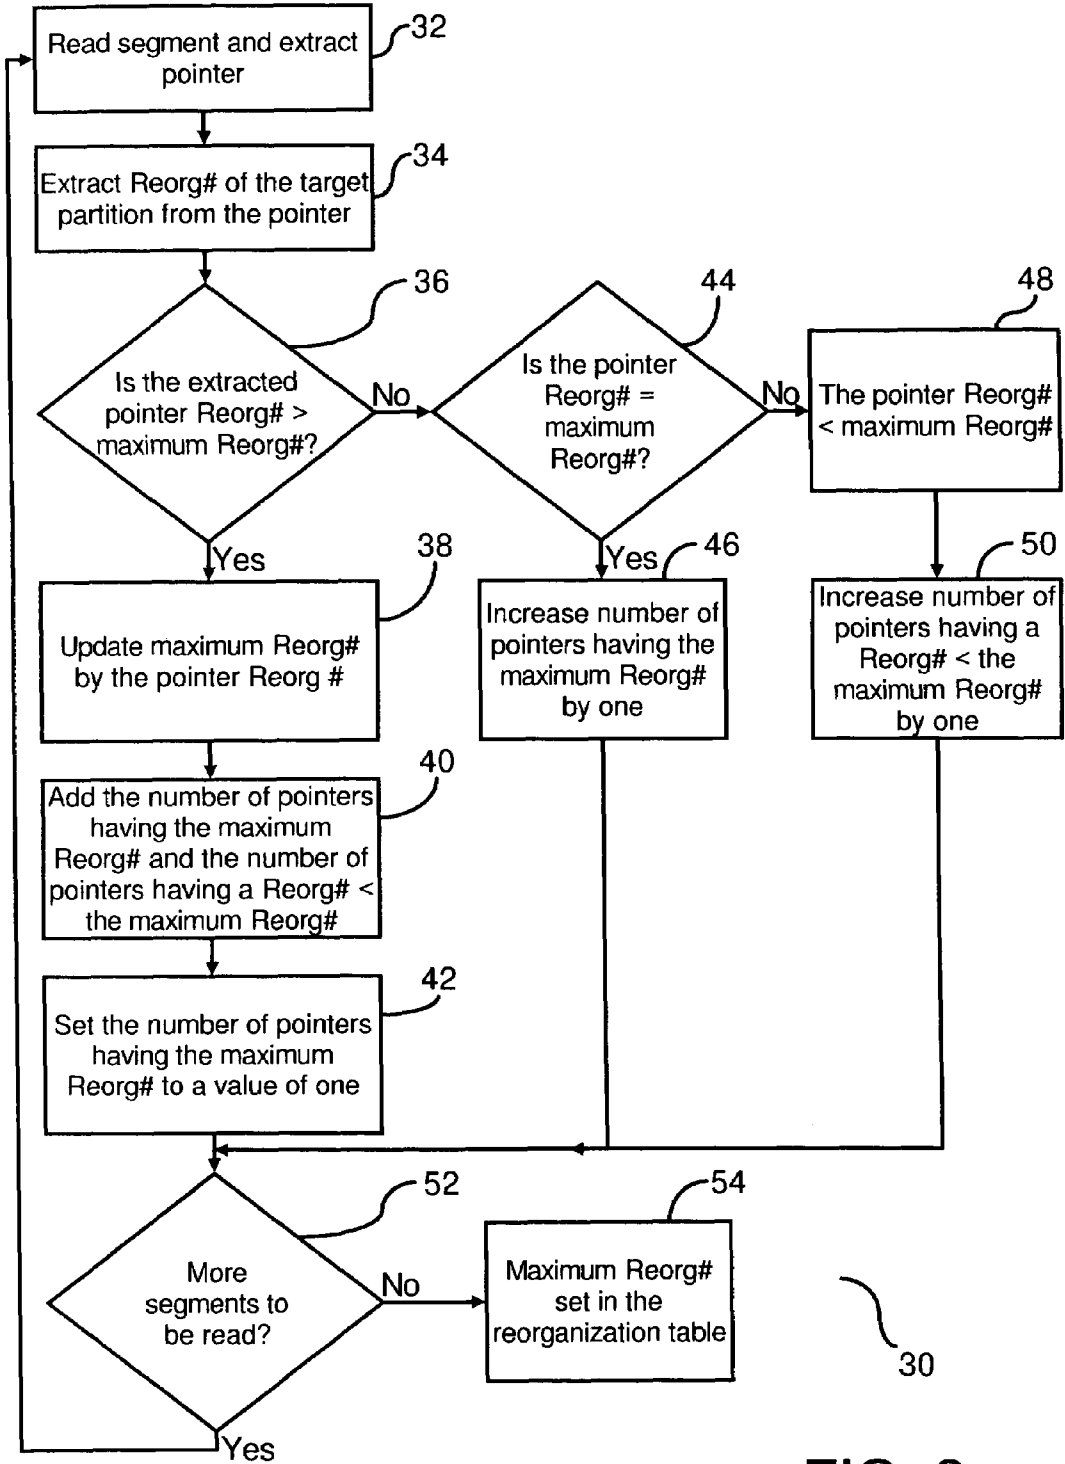 Read segment and extract
pointer
32
Extract Reorg# of the target
partition from the pointer
34
Is the extracted
pointer Reorg# >
maximum Reorg#?
36
No
Yes
Is the pointer
Reorg# =
maximum
Reorg#?
44
No
Yes
The pointer Reorg#
< maximum Reorg#
48
Update maximum Reorg#
by the pointer Reorg #
38
Increase number of
pointers having the
maximum Reorg#
by one
46
Increase number of
pointers having a
Reorg# < the
maximum Reorg#
by one
50
Add the number of pointers
having the maximum
Reorg# and the number of
pointers having a Reorg# <
the maximum Reorg#
40
Set the number of pointers
having the maximum
Reorg# to a value of one
42
More
segments to
be read?
52
No
Yes
Maximum Reorg#
set in the
reorganization table
54
30